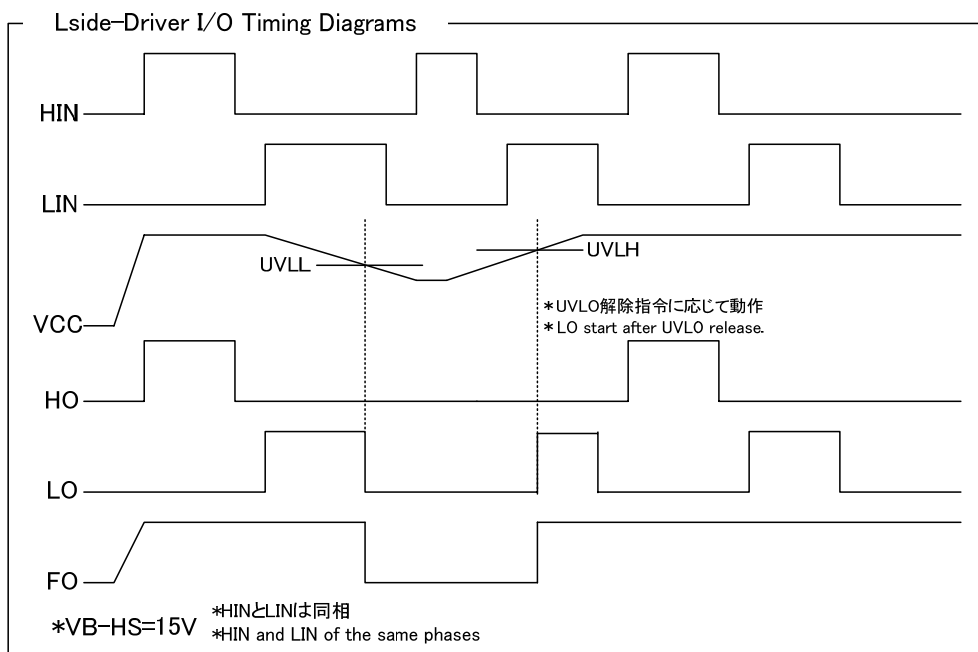 Lside-Driver I/O Timing Diagrams
HIN
LIN
UVLL
UVLH
VCC
*UVLO解除指令に応じて動作
*LO start after UVLO release.
HO
LO
FO
*VB-HS=15V
*HINとLINは同相
*HIN and LIN of the same phases